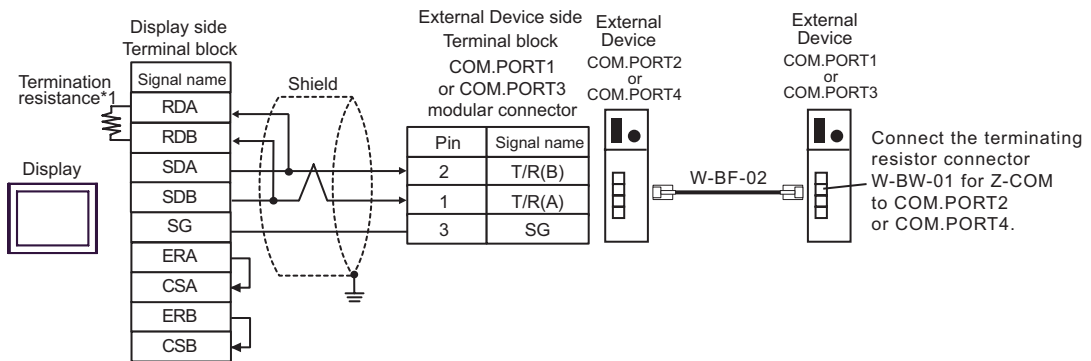 Display side
Terminal block
Signal name
RDA
RDB
SDA
SDB
SG
ERA
CSA
ERB
CSB
Termination
resistance*1
Display
Shield
External Device side
Terminal block
COM.PORT1
or COM.PORT3
modular connector
Pin Signal name
2 T/R(B)
1 T/R(A)
3 SG
External
Device
COM.PORT2
or
COM.PORT4
W-BF-02
External
Device
COM.PORT1
or
COM.PORT3
Connect the terminating
resistor connector
W-BW-01 for Z-COM
to COM.PORT2
or COM.PORT4.